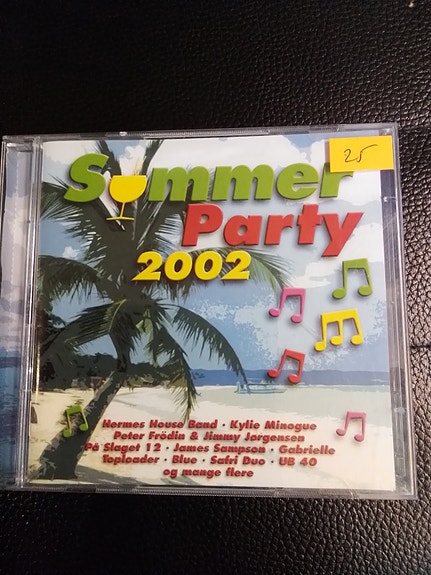 Summer
25
Party
2002
Hermes House Band · Kylie Minogue
Peter Frödin & Jimmy Jørgensen
På Slaget 12 · James Sampson · Gabrielle
Toploader · Blue · Safri Duo · UB 40
og mange flere